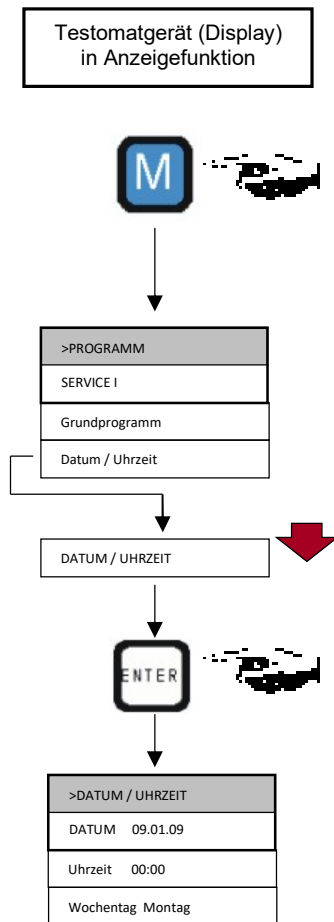 Testomatgerät (Display)
in Anzeigefunktion
M
>PROGRAMM
SERVICE I
Grundprogramm
Datum / Uhrzeit
DATUM / UHRZEIT
ENTER
>DATUM / UHRZEIT
DATUM 09.01.09
Uhrzeit 00:00
Wochentag Montag